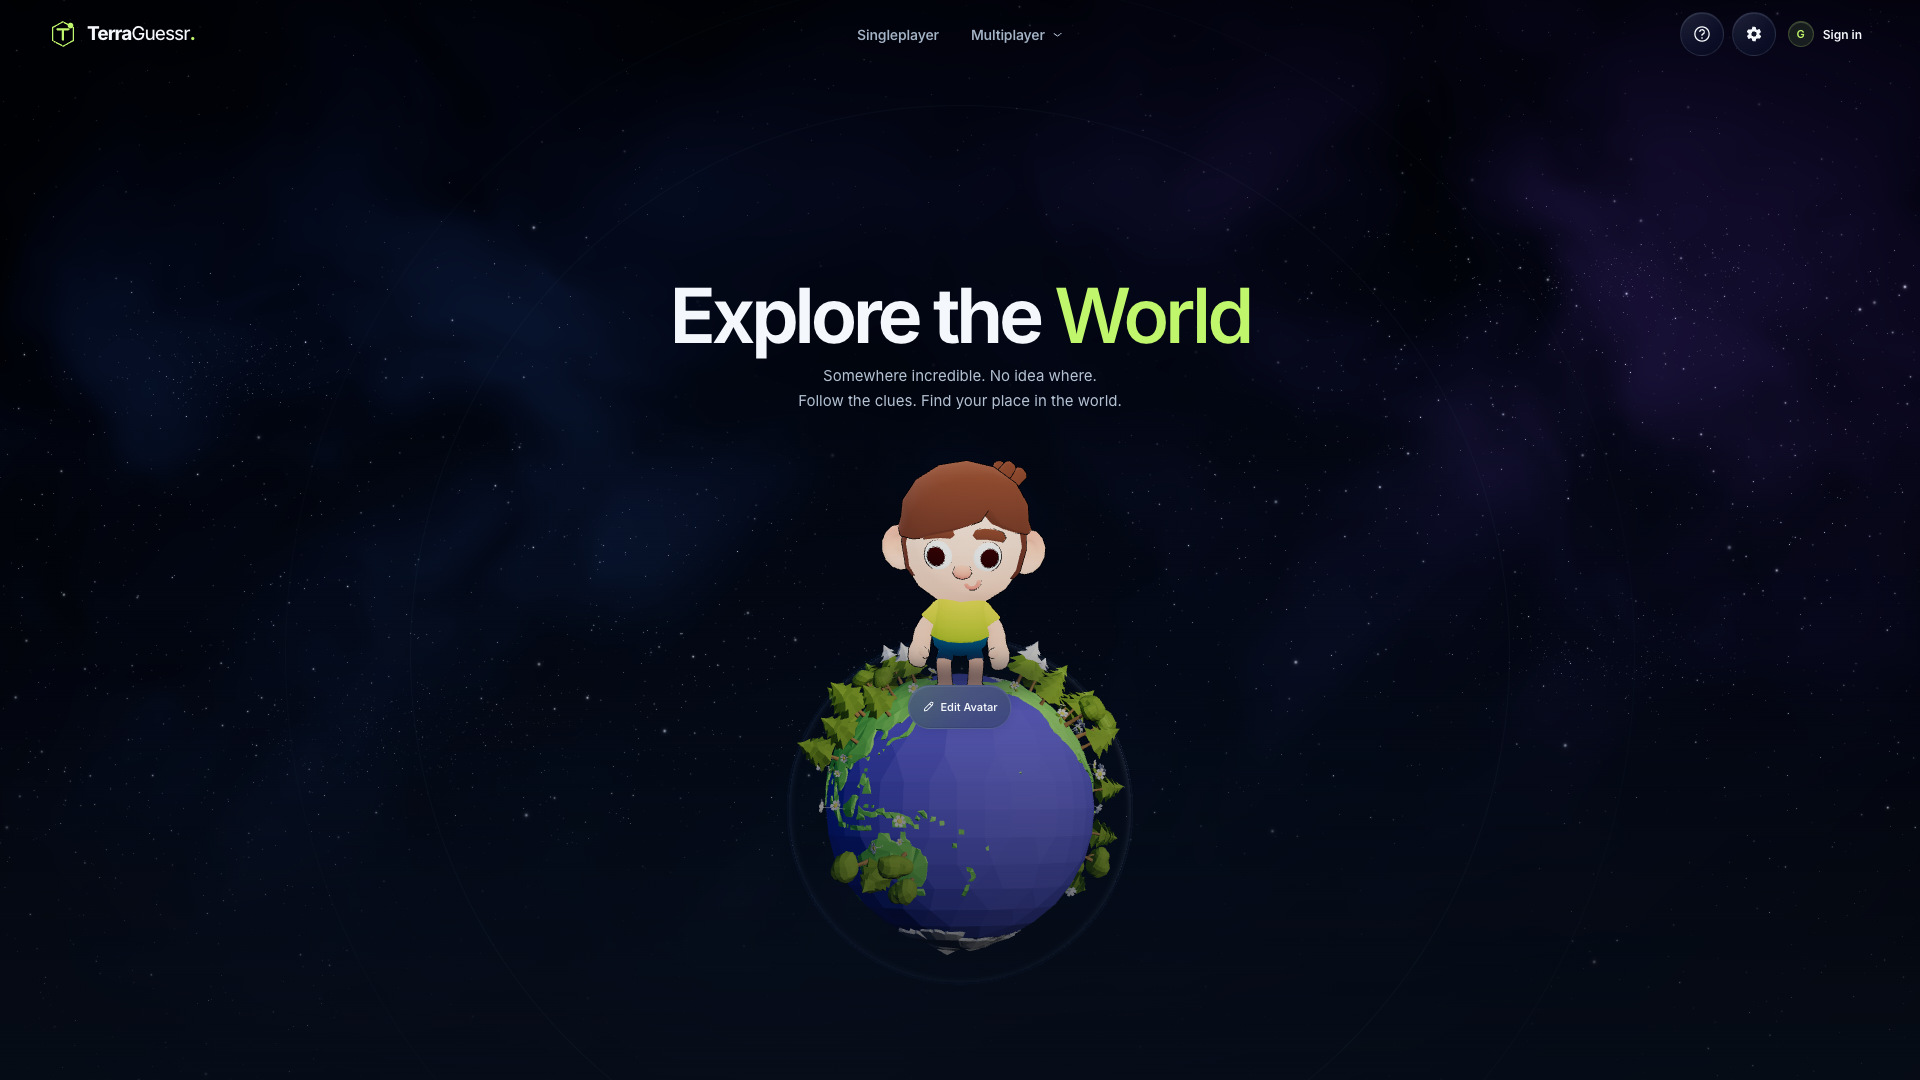 TerraGuessr.
Singleplayer
Multiplayer
G
Sign in
Explore the World
Somewhere incredible. No idea where.
Follow the clues. Find your place in the world.
Edit Avatar